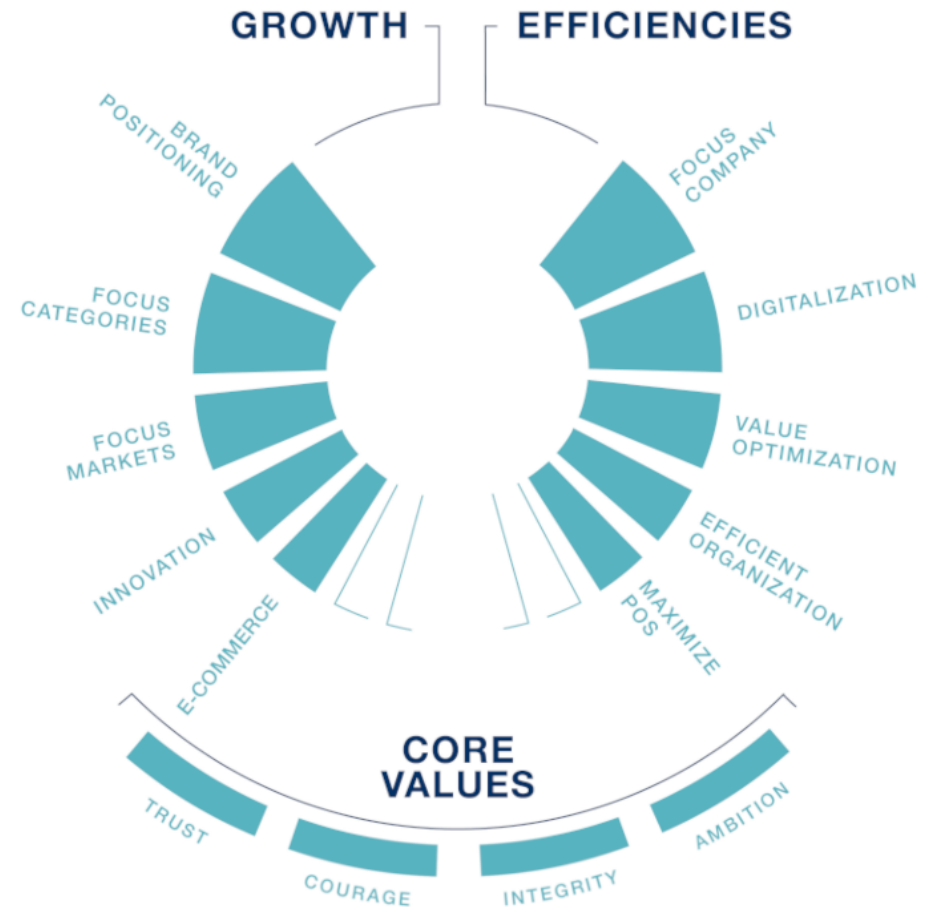 GROWTH
EFFICIENCIES
BRAND
POSITIONING
FOCUS
CATEGORIES
FOCUS
MARKETS
INNOVATION
E-COMMERCE
FOCUS
COMPANY
DIGITALIZATION
VALUE
OPTIMIZATION
EFFICIENT
ORGANIZATION
MAXIMIZE
POS
CORE
VALUES
TRUST
COURAGE
INTEGRITY
AMBITION